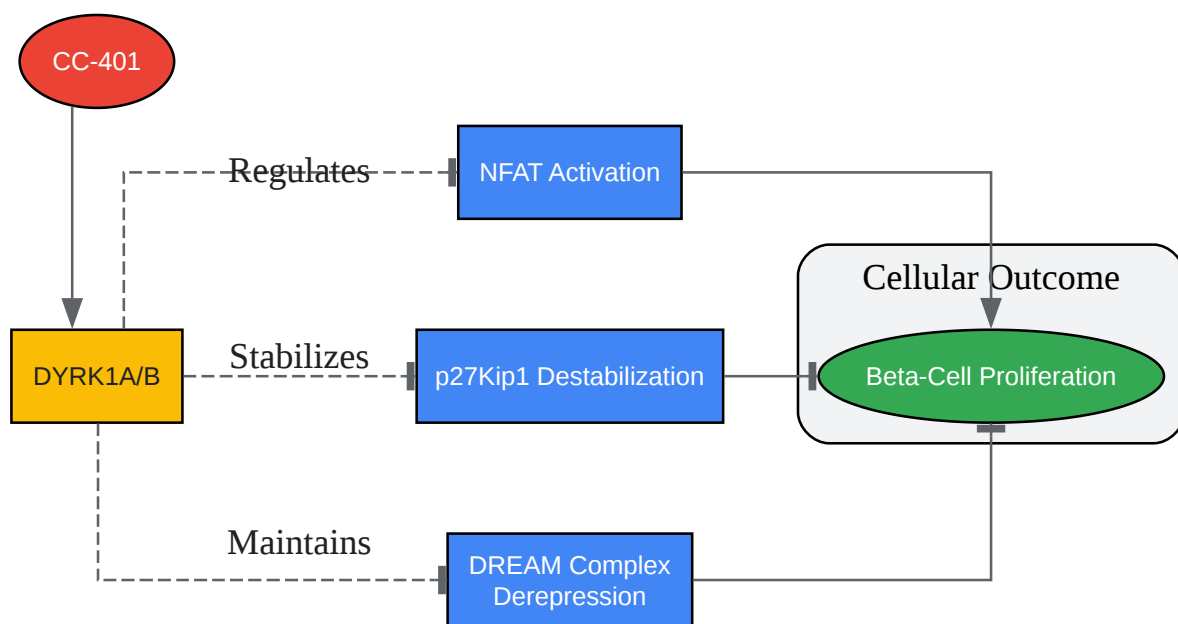 CC-401
Regulates
NFAT Activation
Cellular Outcome
DYRK1A/B
Stabilizes
p27Kip1 Destabilization
Beta-Cell Proliferation
Maintains
DREAM Complex
Derepression